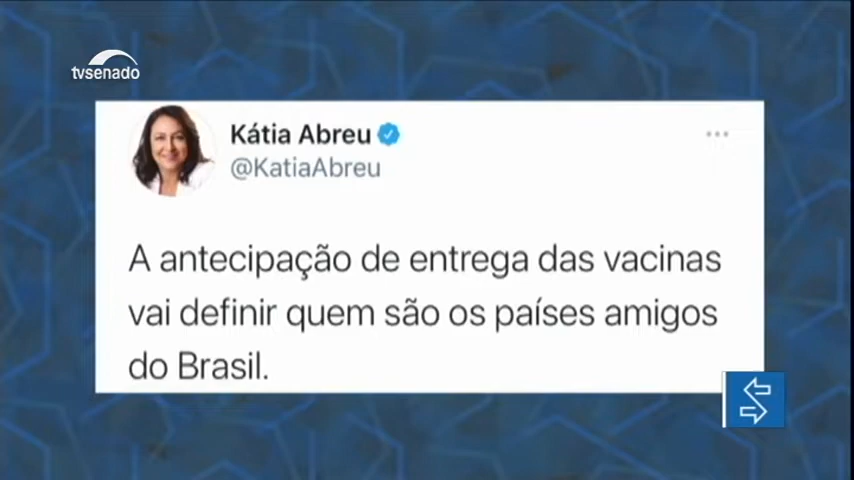 tvsenado
Kátia Abreu
@KatiaAbreu
A antecipação de entrega das vacinas
vai definir quem são os países amigos
do Brasil.